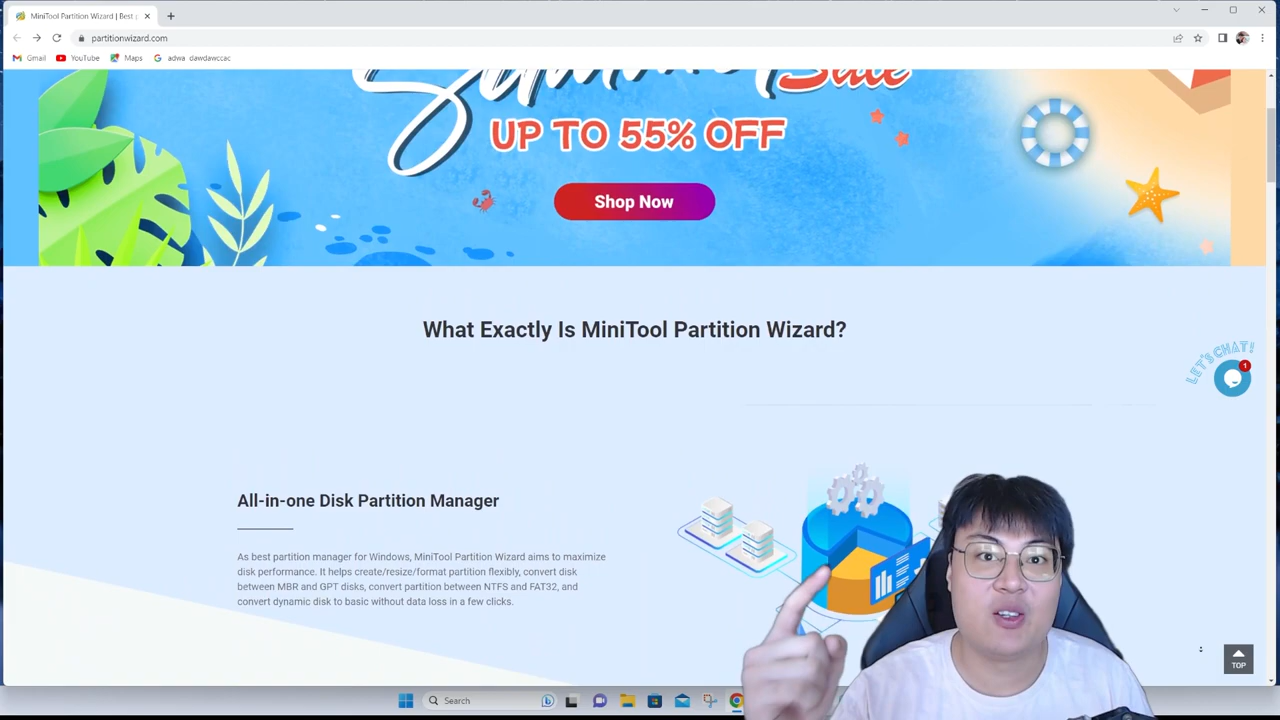 MiniTool Partition Wizard | Best
partitionwizard.com
Gmail YouTube Maps adwa dawdawccac
Summer Sale
UP TO 55% OFF
Shop Now
What Exactly Is MiniTool Partition Wizard?
LET'S CHAT!
1
All-in-one Disk Partition Manager
As best partition manager for Windows, MiniTool Partition Wizard aims to maximize
disk performance. It helps create/resize/format partition flexibly, convert disk
between MBR and GPT disks, convert partition between NTFS and FAT32, and
convert dynamic disk to basic without data loss in a few clicks.
TOP
Search